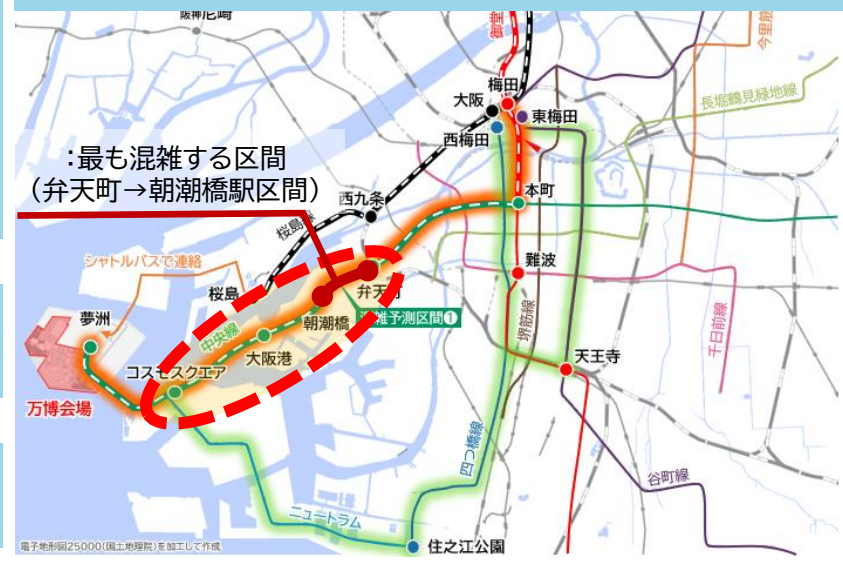 阪神尼崎
御堂筋
今里筋
梅田
大阪
東梅田
西梅田
長堀鶴見緑地線
:最も混雑する区間
（弁天町→朝潮橋駅区間）
西九条
本町
桜島線
シャトルバスで連絡
難波
桜島
弁天町
夢洲
朝潮橋
混雑予測区間❶
中央線
堺筋線
千日前線
大阪港
天王寺
コスモスクエア
万博会場
四つ橋線
谷町線
ニュートラム
住之江公園
電子地形図25000(国土地理院)を加工して作成